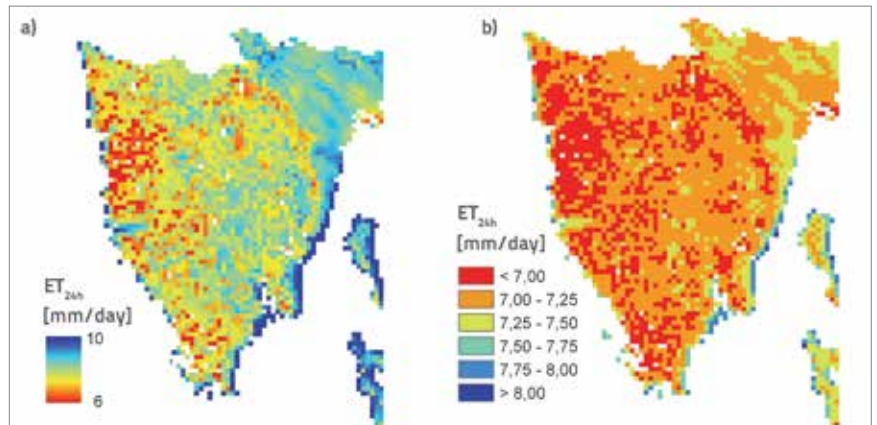 a)
ET24h
[mm/day]
10
6
b)
ET24h
[mm/day]
< 7,00
7,00 - 7,25
7,25 - 7,50
7,50 - 7,75
7,75 - 8,00
> 8,00